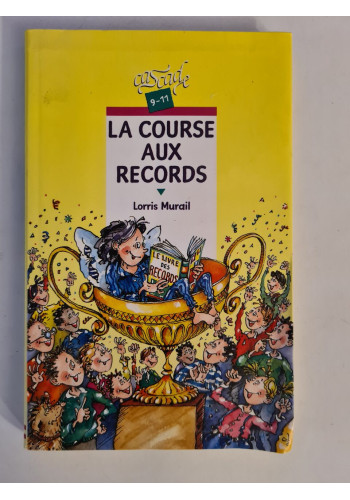 cascade
9-11
LA COURSE
AUX
RECORDS
Lorris Murail
LE LIVRE
DES
RECORDS